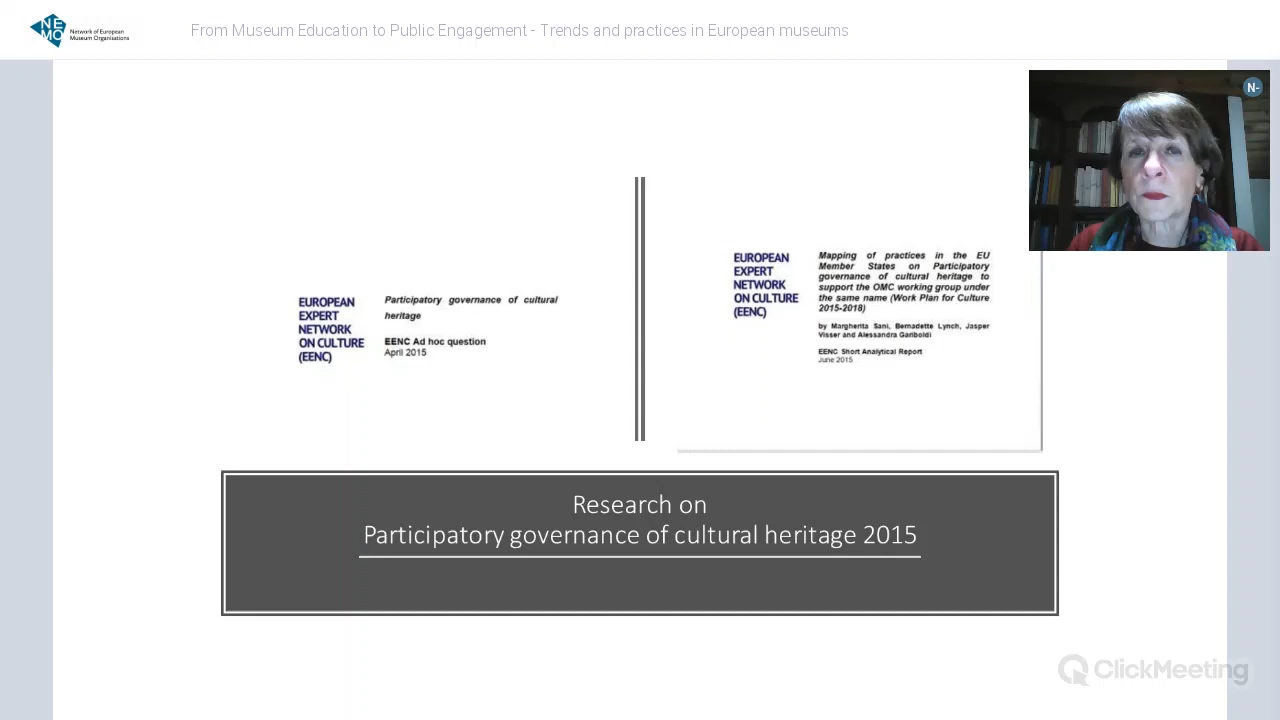 NE
MO
Network of European
Museum Organisations
From Museum Education to Public Engagement - Trends and practices in European museums
N-
EUROPEAN
EXPERT
NETWORK
ON CULTURE
(EENC)
Participatory governance of cultural
heritage
EENC Ad hoc question
April 2015
EUROPEAN
EXPERT
NETWORK
ON CULTURE
(EENC)
Mapping of practices in the EU
Member States on Participatory
governance of cultural heritage to
support the OMC working group under
the same name (Work Plan for Culture
2015-2018)
by Margherita Sani, Bernadette Lynch, Jasper
Visser and Alessandra Gariboldi
EENC Short Analytical Report
June 2015
Research on
Participatory governance of cultural heritage 2015
ClickMeeting